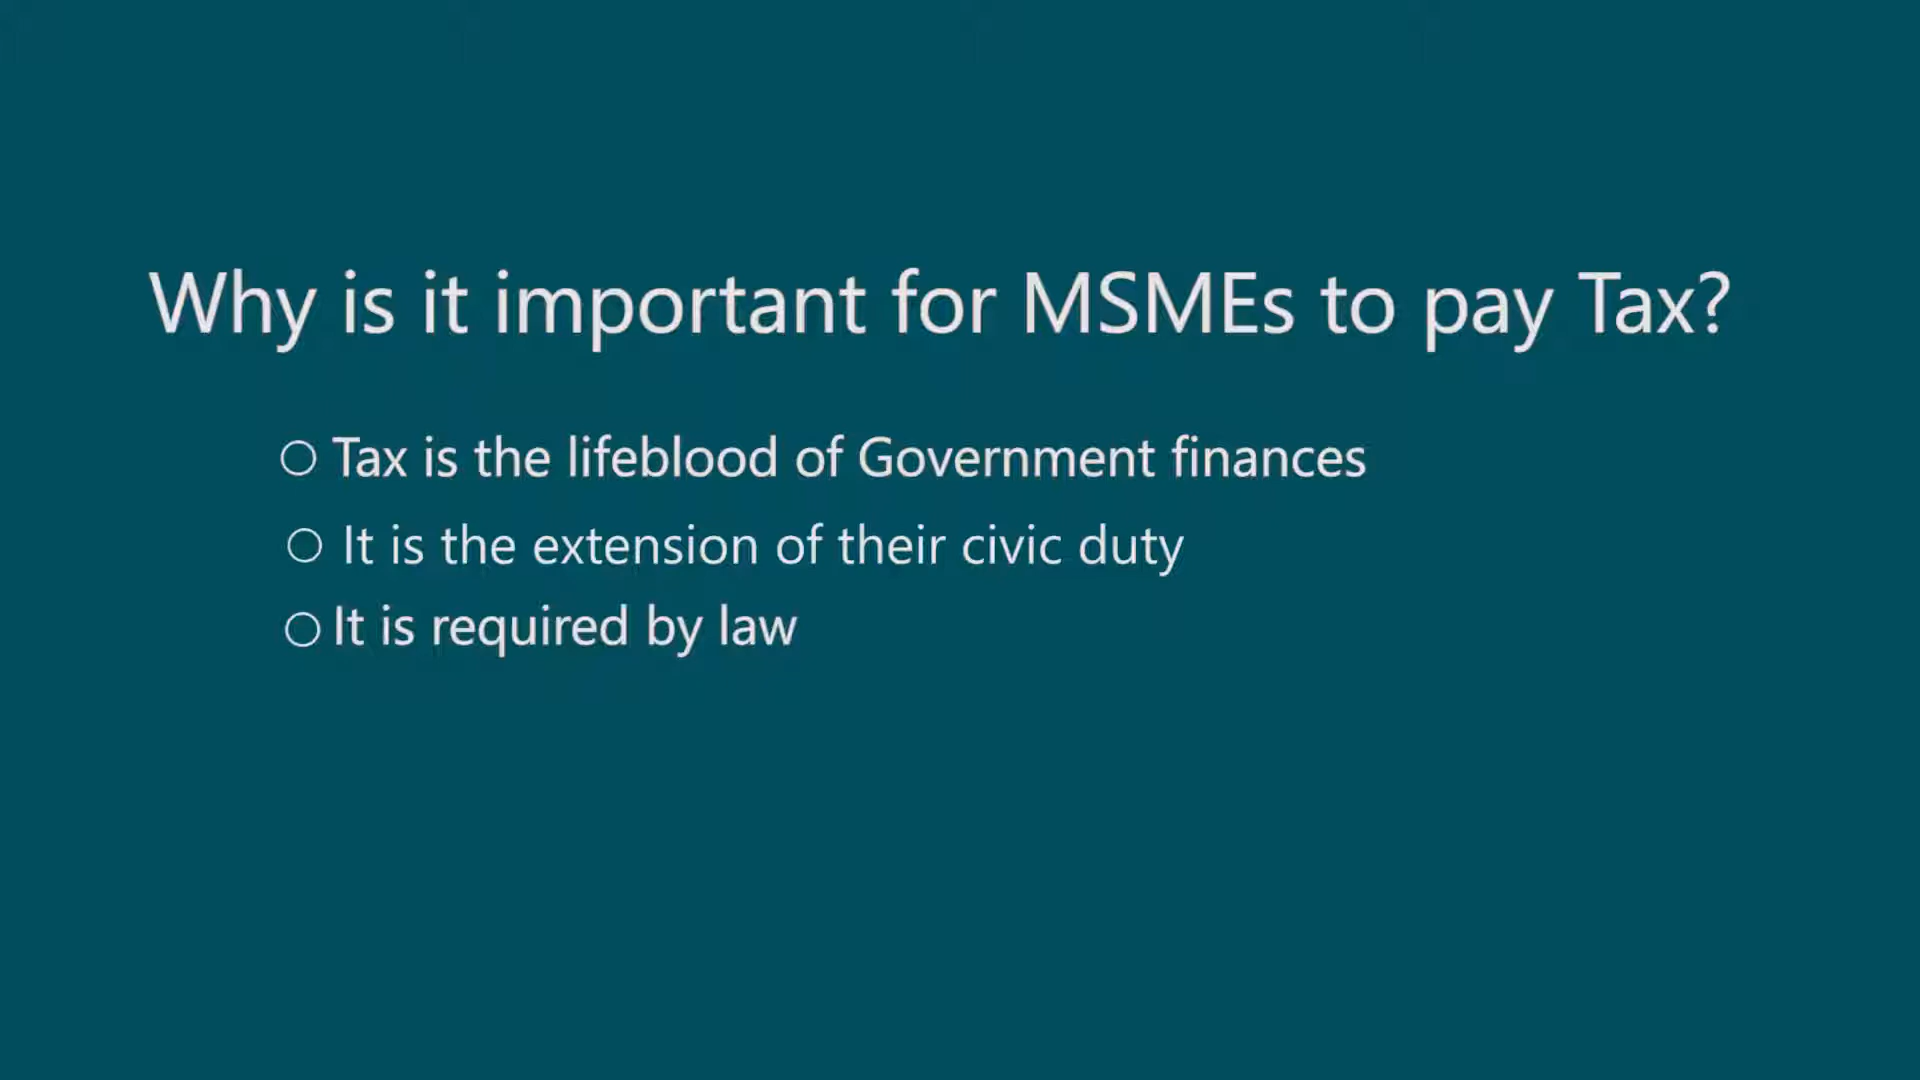 Why is it important for MSMEs to pay Tax?
Tax is the lifeblood of Government finances
It is the extension of their civic duty
It is required by law